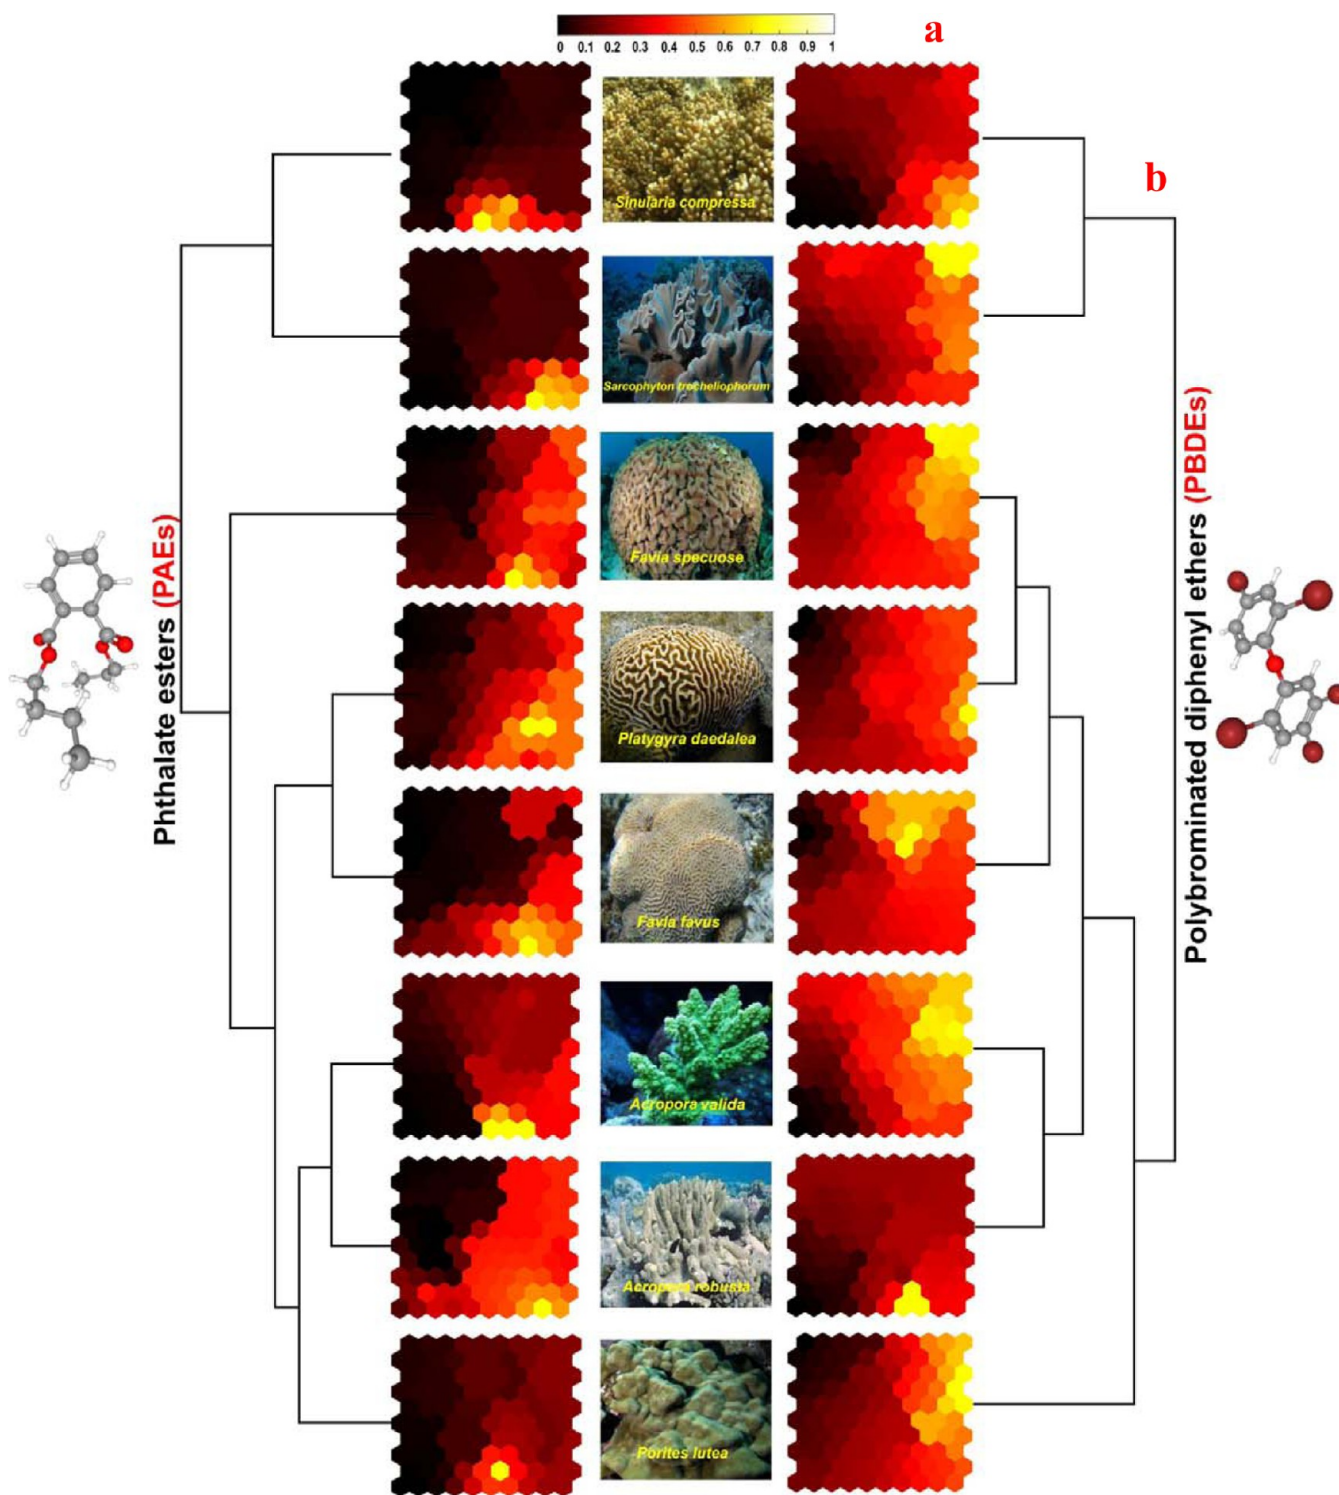 a
0 0.1 0.2 0.3 0.4 0.5 0.6 0.7 0.8 0.9 1
b
Sinularia compressa
Sarcophyton trocheliophorum
Favia specuose
Platygyra daedalea
Favia favus
Acropora valida
Acropora robusta
Porites lutea
Phthalate esters (PAEs)
Polybrominated diphenyl ethers (PBDEs)